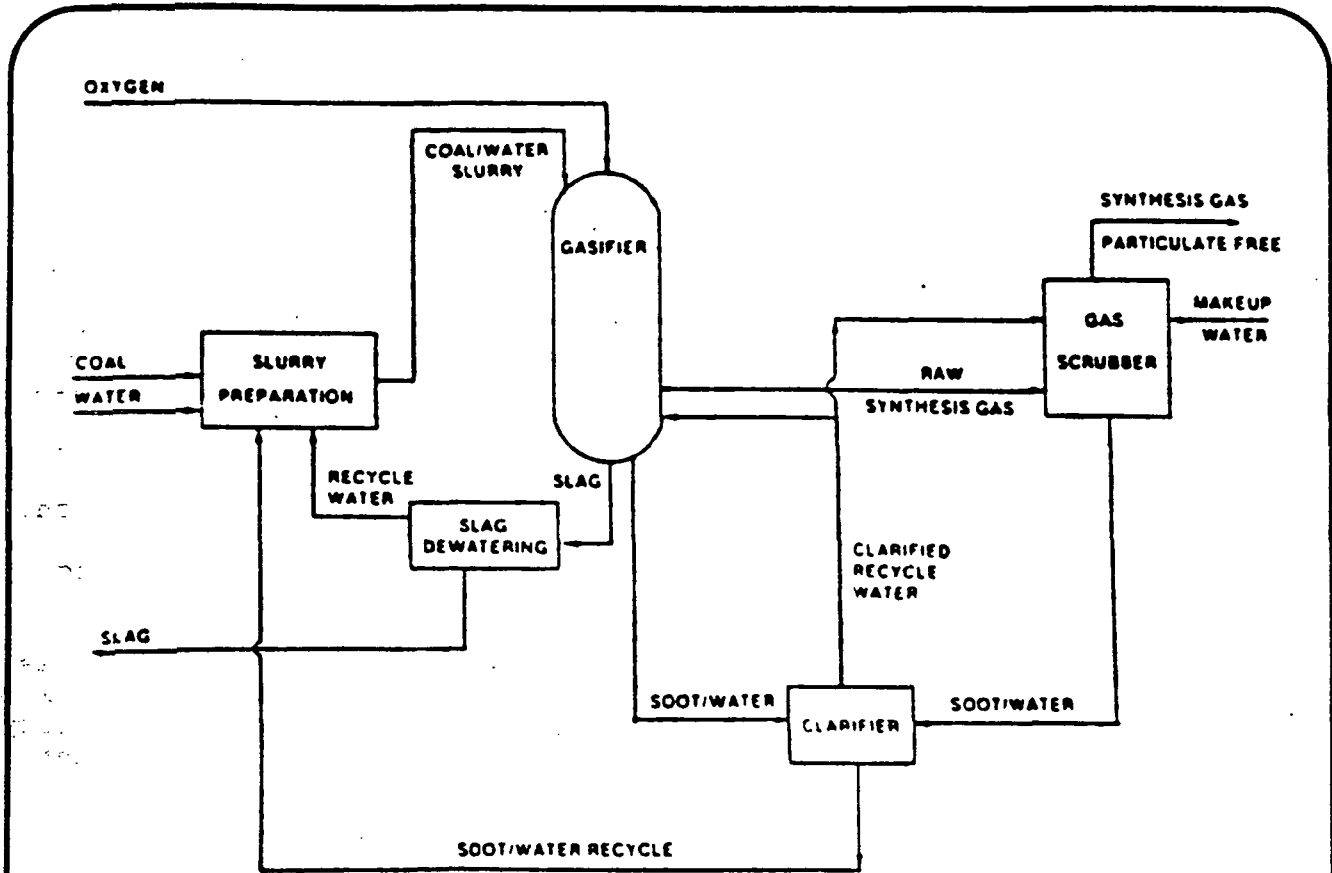 OXYGEN
COAL/WATER
SLURRY
GASIFIER
SYNTHESIS GAS
PARTICULATE FREE
MAKEUP
WATER
GAS
SCRUBBER
COAL
WATER
SLURRY
PREPARATION
RAW
SYNTHESIS GAS
RECYCLE
WATER
SLAG
SLAG
DEWATERING
CLARIFIED
RECYCLE
WATER
SLAG
SOOT/WATER
CLARIFIER
SOOT/WATER
SOOT/WATER RECYCLE